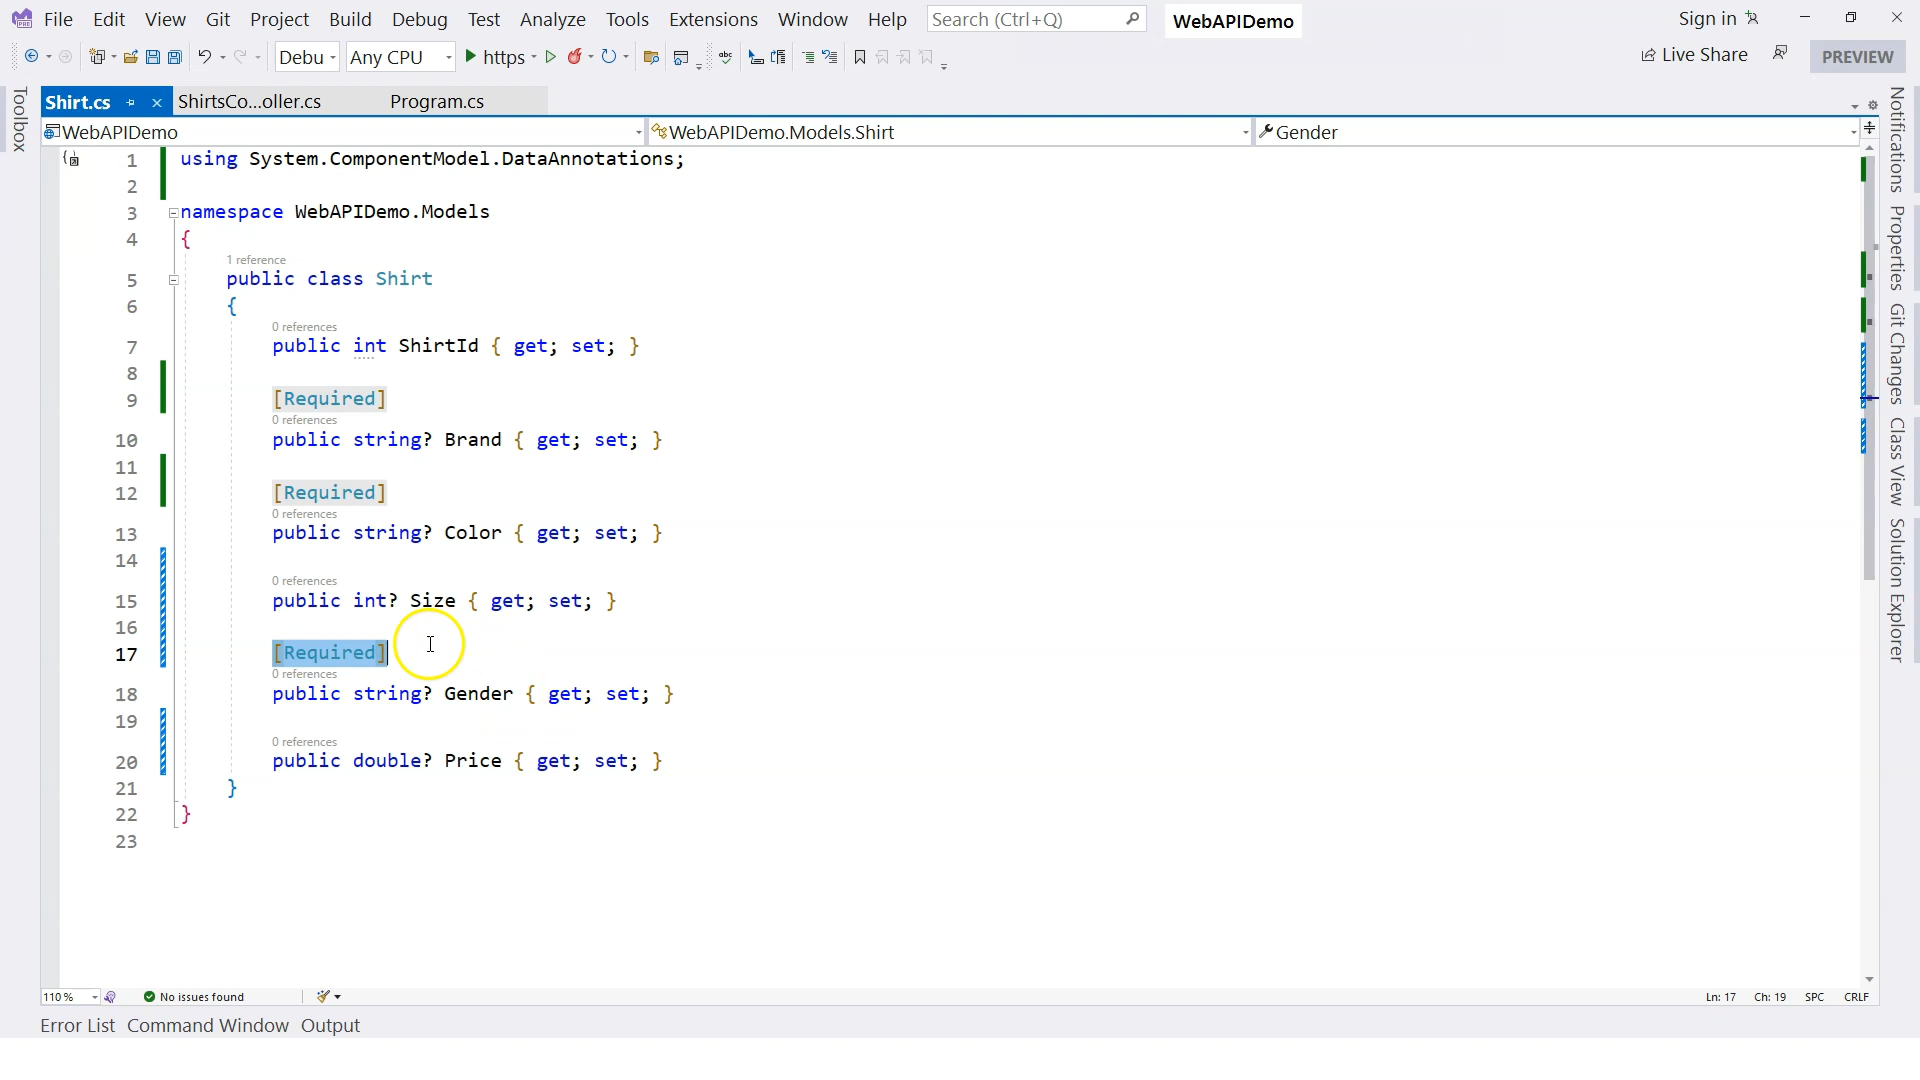 File Edit View Git Project Build Debug Test Analyze Tools Extensions Window Help Search (Ctrl+Q) WebAPIDemo Sign in
Debu Any CPU https Live Share PREVIEW
Shirt.cs ShirtsCo...oller.cs Program.cs
WebAPIDemo WebAPIDemo.Models.Shirt Gender
Toolbox
Notifications
Properties
Git Changes
Class View
Solution Explorer
1 using System.ComponentModel.DataAnnotations;
2
3 namespace WebAPIDemo.Models
4 {
1 reference
5 public class Shirt
6 {
0 references
7 public int ShirtId { get; set; }
8
9 [Required]
0 references
10 public string? Brand { get; set; }
11
12 [Required]
0 references
13 public string? Color { get; set; }
14
0 references
15 public int? Size { get; set; }
16
17 [Required]
0 references
18 public string? Gender { get; set; }
19
0 references
20 public double? Price { get; set; }
21 }
22 }
23
110 % No issues found Ln: 17 Ch: 19 SPC CRLF
Error List Command Window Output